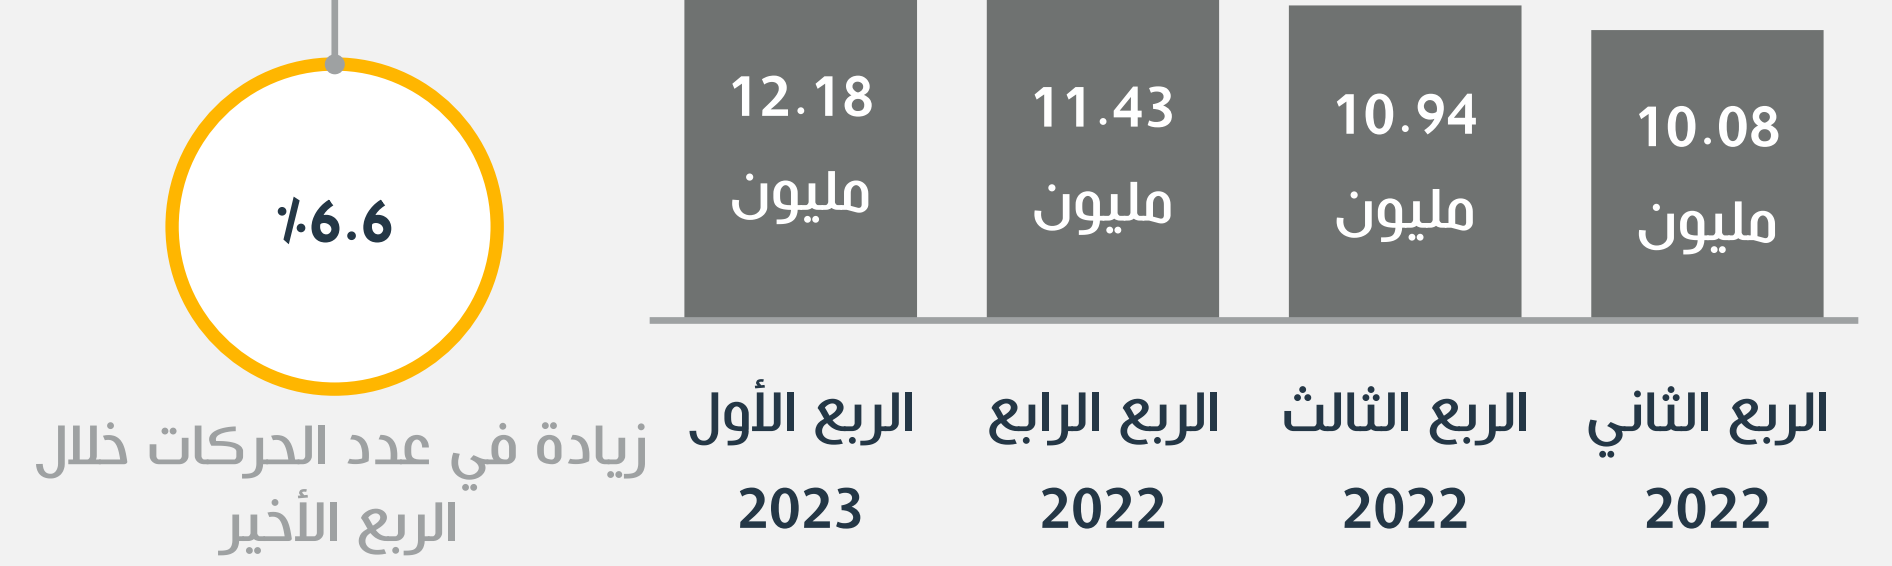 10.08
مليون
10.94
مليون
11.43
مليون
12.18
مليون
الربع الثاني
2022
الربع الثالث
2022
الربع الرابع
2022
الربع الأول
2023
٪6.6
زيادة في عدد الحركات خلال
الربع الأخير